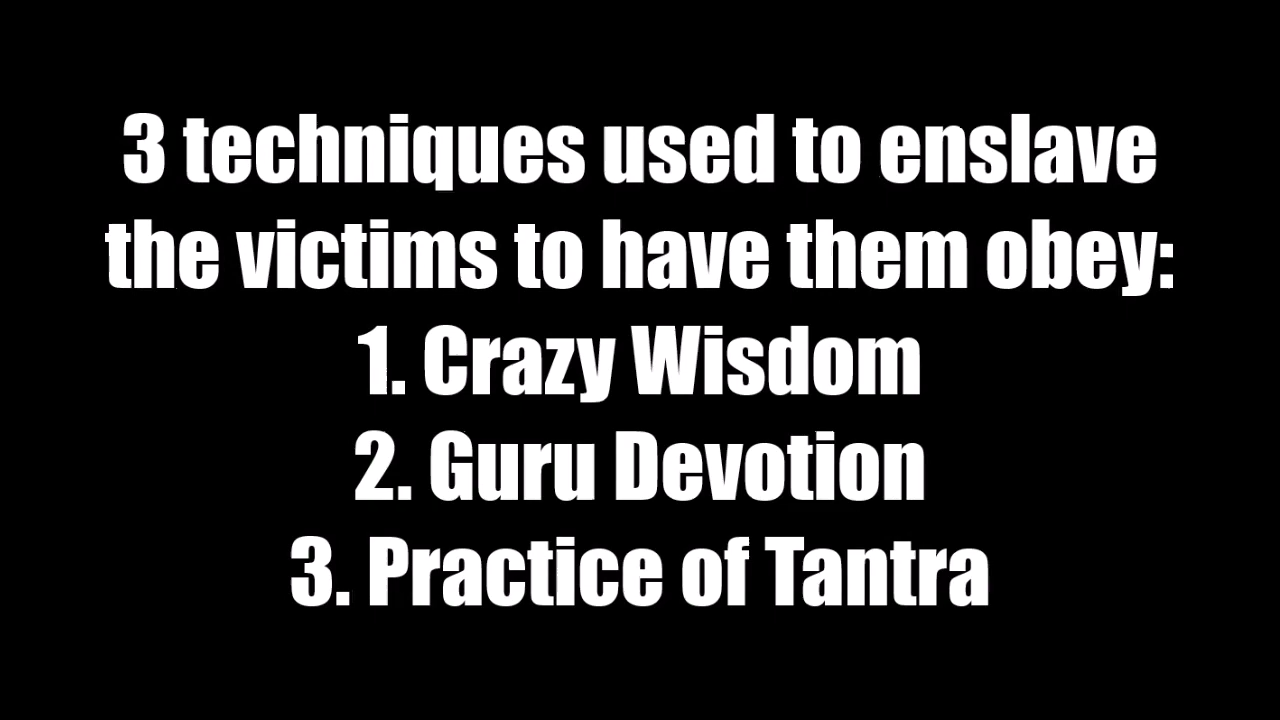 3 techniques used to enslave
the victims to have them obey:
1. Crazy Wisdom
2. Guru Devotion
3. Practice of Tantra